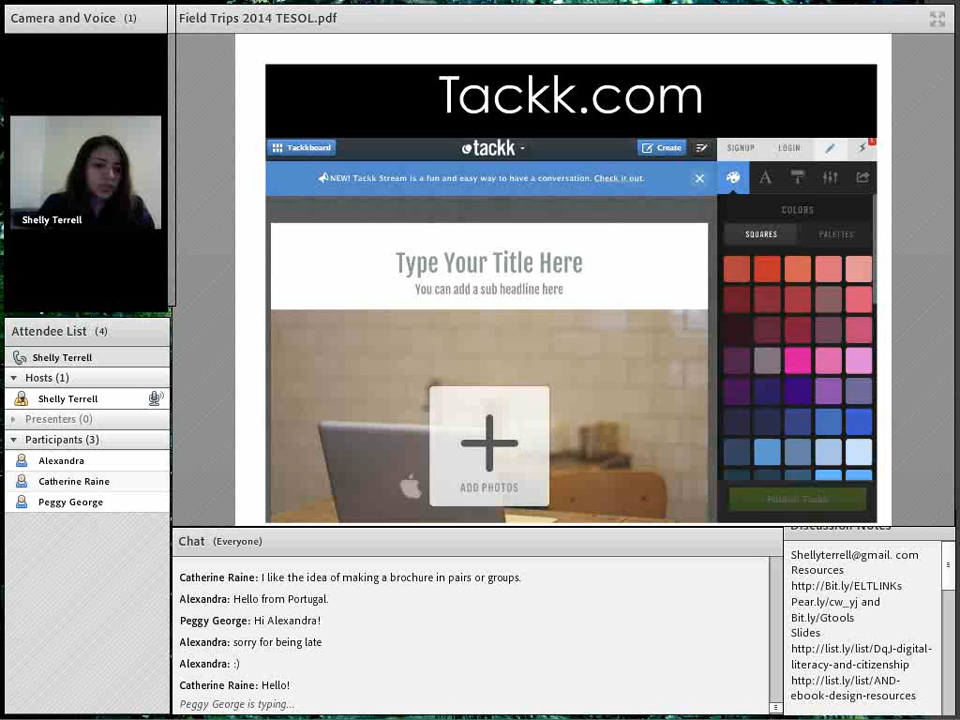 Camera and Voice (1)
Shelly Terrell
Attendee List (4)
Shelly Terrell
Hosts (1)
Shelly Terrell
Presenters (0)
Participants (3)
Alexandra
Catherine Raine
Peggy George
Field Trips 2014 TESOL.pdf
Tackk.com
Tackkboard
tackk
Create
SIGNUP
LOGIN
NEW! Tackk Stream is a fun and easy way to have a conversation. Check it out.
COLORS
SQUARES
PALETTES
Type Your Title Here
You can add a sub headline here
ADD PHOTOS
Chat (Everyone)
Catherine Raine: I like the idea of making a brochure in pairs or groups.
Alexandra: Hello from Portugal.
Peggy George: Hi Alexandra!
Alexandra: sorry for being late
Alexandra: :)
Catherine Raine: Hello!
Peggy George is typing...
Discussion Notes
Shellyterrell@gmail. com
Resources
http://Bit.ly/ELTLINKs
Pear.ly/cw_yj and
Bit.ly/Gtools
Slides
http://list.ly/list/DqJ-digital-
literacy-and-citizenship
http://list.ly/list/AND-
ebook-design-resources